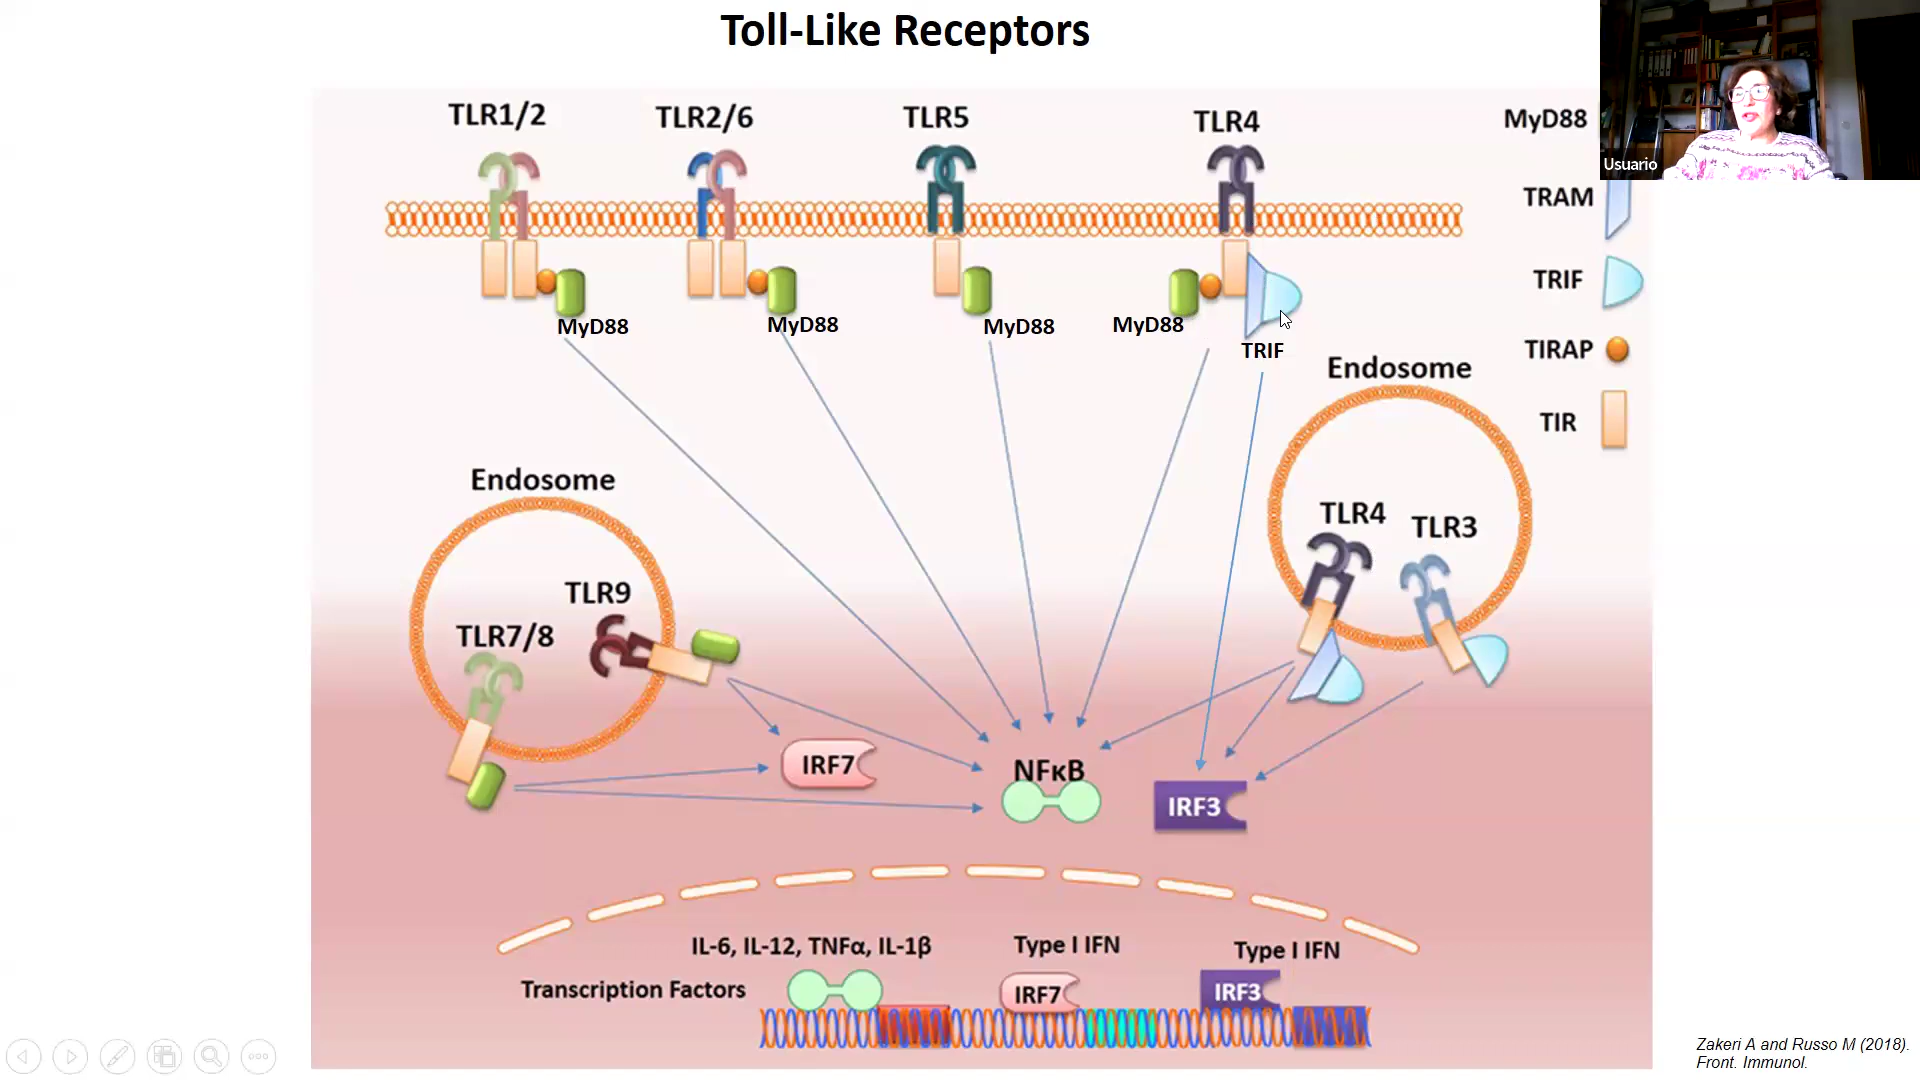 Toll-Like Receptors
TLR1/2
TLR2/6
TLR5
TLR4
MyD88
Usuario
TRAM
TRIF
TIRAP
TIR
MyD88
MyD88
MyD88
MyD88
TRIF
Endosome
TLR4
TLR3
Endosome
TLR9
TLR7/8
IRF7
NFκB
IRF3
IL-6, IL-12, TNFα, IL-1β
Type I IFN
Type I IFN
Transcription Factors
IRF7
IRF3
Zakeri A and Russo M (2018).
Front. Immunol.